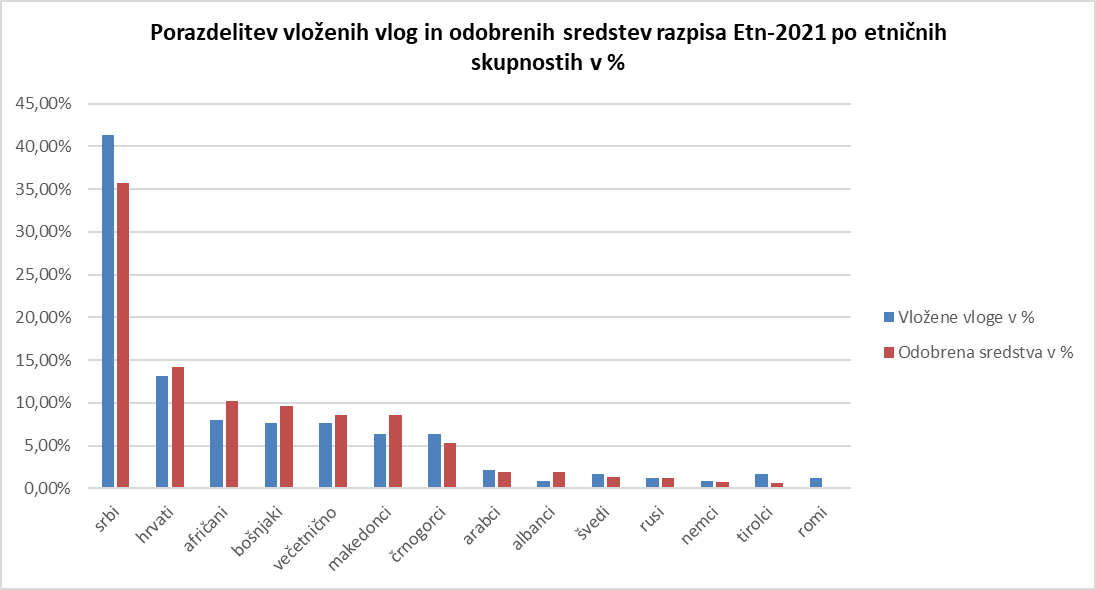 Porazdelitev vloženih vlog in odobrenih sredstev razpisa Etn-2021 po etničnih
skupnostih v %
45,00%
40,00%
35,00%
30,00%
25,00%
20,00%
15,00%
10,00%
5,00%
0,00%
srbi
hrvati
afričani
bošnjaki
večetnično
makedonci
črnogorci
arabci
albanci
švedi
rusi
nemci
tirolci
romi
Vložene vloge v %
Odobrena sredstva v %